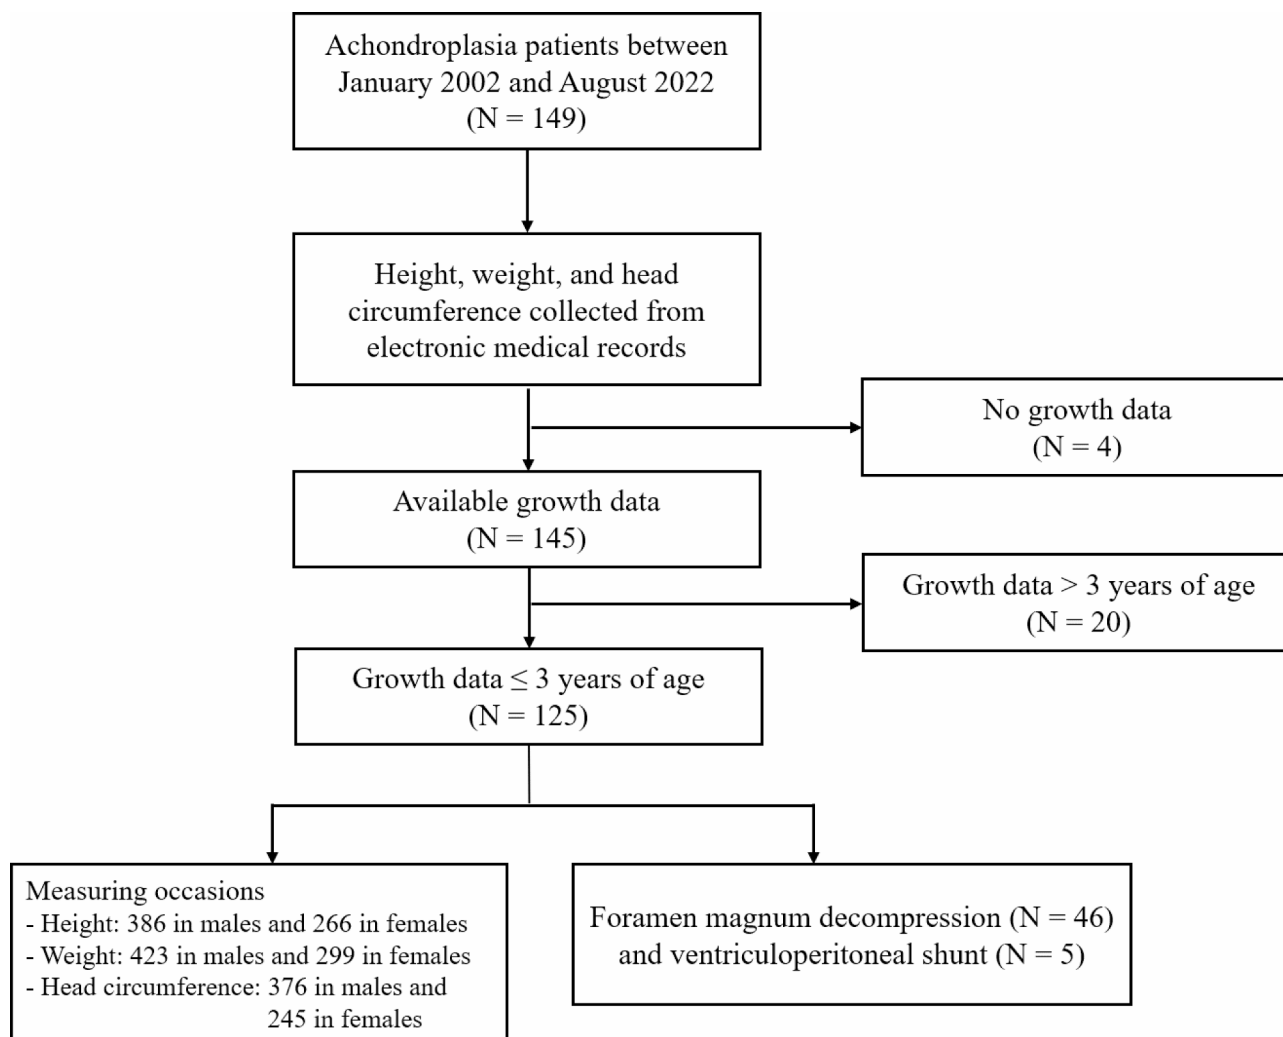 Achondroplasia patients between
January 2002 and August 2022
(N = 149)
Height, weight, and head
circumference collected from
electronic medical records
No growth data
(N = 4)
Available growth data
(N = 145)
Growth data > 3 years of age
(N = 20)
Growth data ≤ 3 years of age
(N = 125)
Measuring occasions
- Height: 386 in males and 266 in females
- Weight: 423 in males and 299 in females
- Head circumference: 376 in males and
245 in females
Foramen magnum decompression (N = 46)
and ventriculoperitoneal shunt (N = 5)